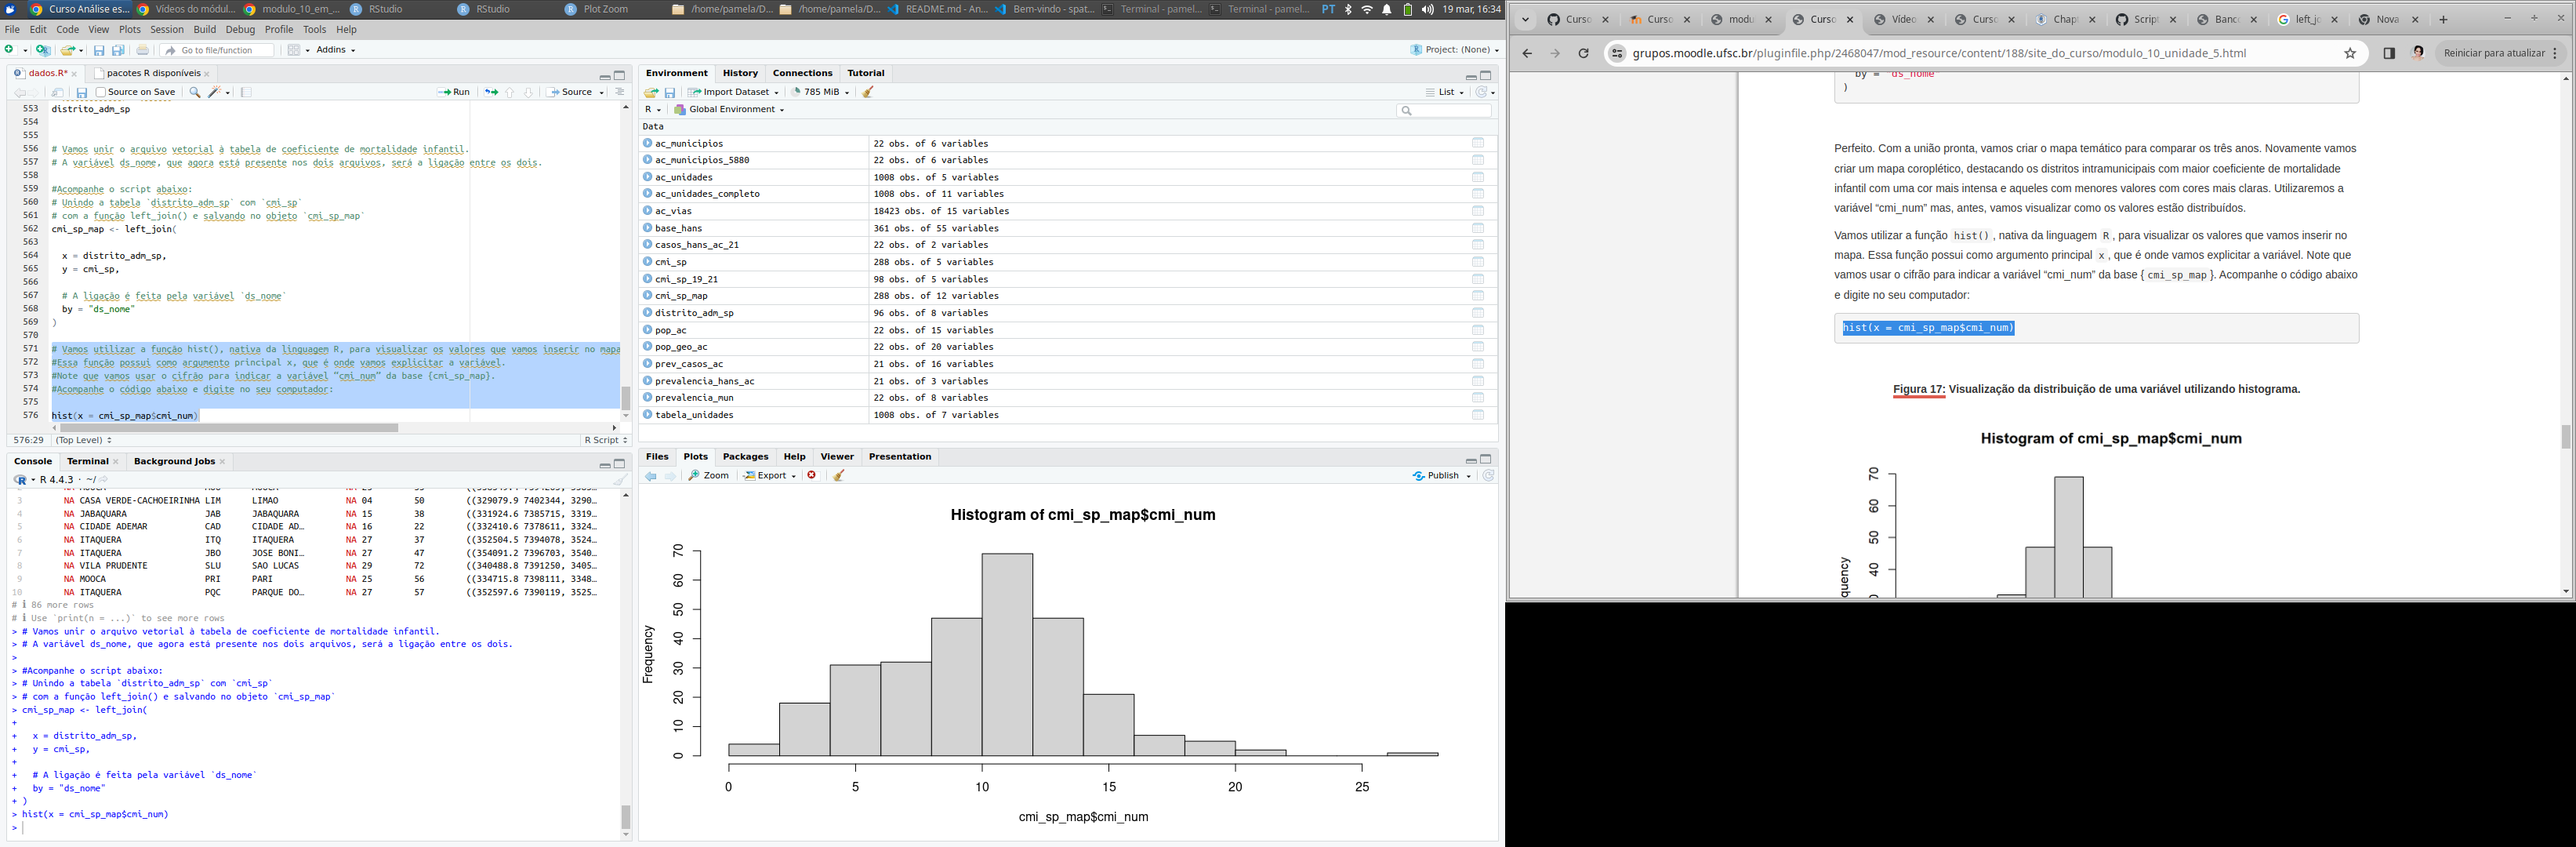 Curso Análise es...
Vídeos do módul...
modulo_10_em_...
RStudio
RStudio
Plot Zoom
/home/pamela/D...
/home/pamela/D...
README.md - An...
Bem-vindo - spat...
Terminal - pamel...
Terminal - pamel...
PT
19 mar, 16:34
File Edit Code View Plots Session Build Debug Profile Tools Help
Go to file/function
Addins
Project: (None)
dados.R*
pacotes R disponíveis
Source on Save
Run
Source
553 distrito_adm_sp
554
555
556 # Vamos unir o arquivo vetorial à tabela de coeficiente de mortalidade infantil.
557 # A variável ds_nome, que agora está presente nos dois arquivos, será a ligação entre os dois.
558
559 #Acompanhe o script abaixo:
560 # Unindo a tabela `distrito_adm_sp` com `cmi_sp`
561 # com a função left_join() e salvando no objeto `cmi_sp_map`
562 cmi_sp_map <- left_join(
563
564 x = distrito_adm_sp,
565 y = cmi_sp,
566
567 # A ligação é feita pela variável `ds_nome`
568 by = "ds_nome"
569 )
570
571 # Vamos utilizar a função hist(), nativa da linguagem R, para visualizar os valores que vamos inserir no mapa
572 #Essa função possui como argumento principal x, que é onde vamos explicitar a variável.
573 #Note que vamos usar o cifrão para indicar a variável "cmi_num" da base {cmi_sp_map}.
574 #Acompanhe o código abaixo e digite no seu computador:
575
576 hist(x = cmi_sp_map$cmi_num)
576:29 (Top Level) R Script
Console Terminal Background Jobs
R 4.4.3 · ~/
3 NA CASA VERDE-CACHOEIRINHA LIM LIMAO NA 04 50 ((329079.9 7402344, 3290…
4 NA JABAQUARA JAB JABAQUARA NA 15 38 ((331924.6 7385715, 3319…
5 NA CIDADE ADEMAR CAD CIDADE AD… NA 16 22 ((332410.6 7378611, 3324…
6 NA ITAQUERA ITQ ITAQUERA NA 27 37 ((352504.5 7394078, 3524…
7 NA ITAQUERA JBO JOSE BONI… NA 27 47 ((354091.2 7396703, 3540…
8 NA VILA PRUDENTE SLU SAO LUCAS NA 29 72 ((340488.8 7391250, 3405…
9 NA MOOCA PRI PARI NA 25 56 ((334715.8 7398111, 3348…
10 NA ITAQUERA PQC PARQUE DO… NA 27 57 ((352597.6 7390119, 3525…
# ℹ 86 more rows
# ℹ Use `print(n = ...)` to see more rows
> # Vamos unir o arquivo vetorial à tabela de coeficiente de mortalidade infantil.
> # A variável ds_nome, que agora está presente nos dois arquivos, será a ligação entre os dois.
>
> #Acompanhe o script abaixo:
> # Unindo a tabela `distrito_adm_sp` com `cmi_sp`
> # com a função left_join() e salvando no objeto `cmi_sp_map`
> cmi_sp_map <- left_join(
+
+ x = distrito_adm_sp,
+ y = cmi_sp,
+
+ # A ligação é feita pela variável `ds_nome`
+ by = "ds_nome"
+ )
> hist(x = cmi_sp_map$cmi_num)
>
Environment History Connections Tutorial
Import Dataset 785 MiB List
R Global Environment
Data
ac_municipios 22 obs. of 6 variables
ac_municipios_5880 22 obs. of 6 variables
ac_unidades 1008 obs. of 5 variables
ac_unidades_completo 1008 obs. of 11 variables
ac_vias 18423 obs. of 15 variables
base_hans 361 obs. of 55 variables
casos_hans_ac_21 22 obs. of 2 variables
cmi_sp 288 obs. of 5 variables
cmi_sp_19_21 98 obs. of 5 variables
cmi_sp_map 288 obs. of 12 variables
distrito_adm_sp 96 obs. of 8 variables
pop_ac 22 obs. of 15 variables
pop_geo_ac 22 obs. of 20 variables
prev_casos_ac 21 obs. of 16 variables
prevalencia_hans_ac 21 obs. of 3 variables
prevalencia_mun 22 obs. of 8 variables
tabela_unidades 1008 obs. of 7 variables
Files Plots Packages Help Viewer Presentation
Zoom Export Publish
Histogram of cmi_sp_map$cmi_num
Frequency
70
60
50
40
30
20
10
0
0 5 10 15 20 25
cmi_sp_map$cmi_num
Curso
Curso
modu
Curso
Vídeo
Curso
Chapt
Script
Banco
left_jo
Nova
grupos.moodle.ufsc.br/pluginfile.php/2468047/mod_resource/content/188/site_do_curso/modulo_10_unidade_5.html
Reiniciar para atualizar
by = "ds_nome"
)
Perfeito. Com a união pronta, vamos criar o mapa temático para comparar os três anos. Novamente vamos
criar um mapa coroplético, destacando os distritos intramunicipais com maior coeficiente de mortalidade
infantil com uma cor mais intensa e aqueles com menores valores com cores mais claras. Utilizaremos a
variável “cmi_num” mas, antes, vamos visualizar como os valores estão distribuídos.
Vamos utilizar a função hist(), nativa da linguagem R, para visualizar os valores que vamos inserir no
mapa. Essa função possui como argumento principal x, que é onde vamos explicitar a variável. Note que
vamos usar o cifrão para indicar a variável “cmi_num” da base {cmi_sp_map}. Acompanhe o código abaixo
e digite no seu computador:
hist(x = cmi_sp_map$cmi_num)
Figura 17: Visualização da distribuição de uma variável utilizando histograma.
Histogram of cmi_sp_map$cmi_num
70
60
50
40
quency